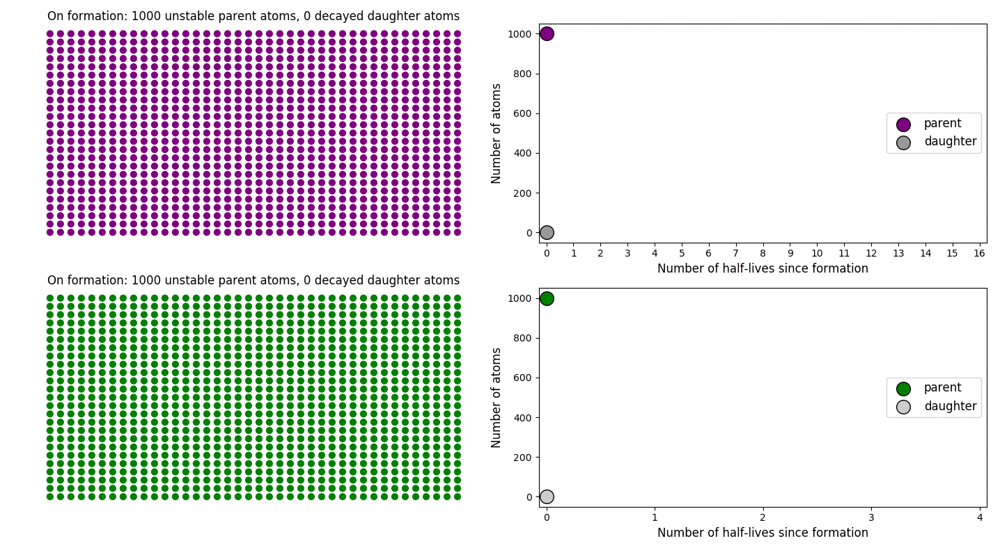 On formation: 1000 unstable parent atoms, 0 decayed daughter atoms
Number of atoms
1000
800
600
400
200
0
parent
daughter
0 1 2 3 4 5 6 7 8 9 10 11 12 13 14 15 16
Number of half-lives since formation
On formation: 1000 unstable parent atoms, 0 decayed daughter atoms
Number of atoms
1000
800
600
400
200
0
parent
daughter
0 1 2 3 4
Number of half-lives since formation